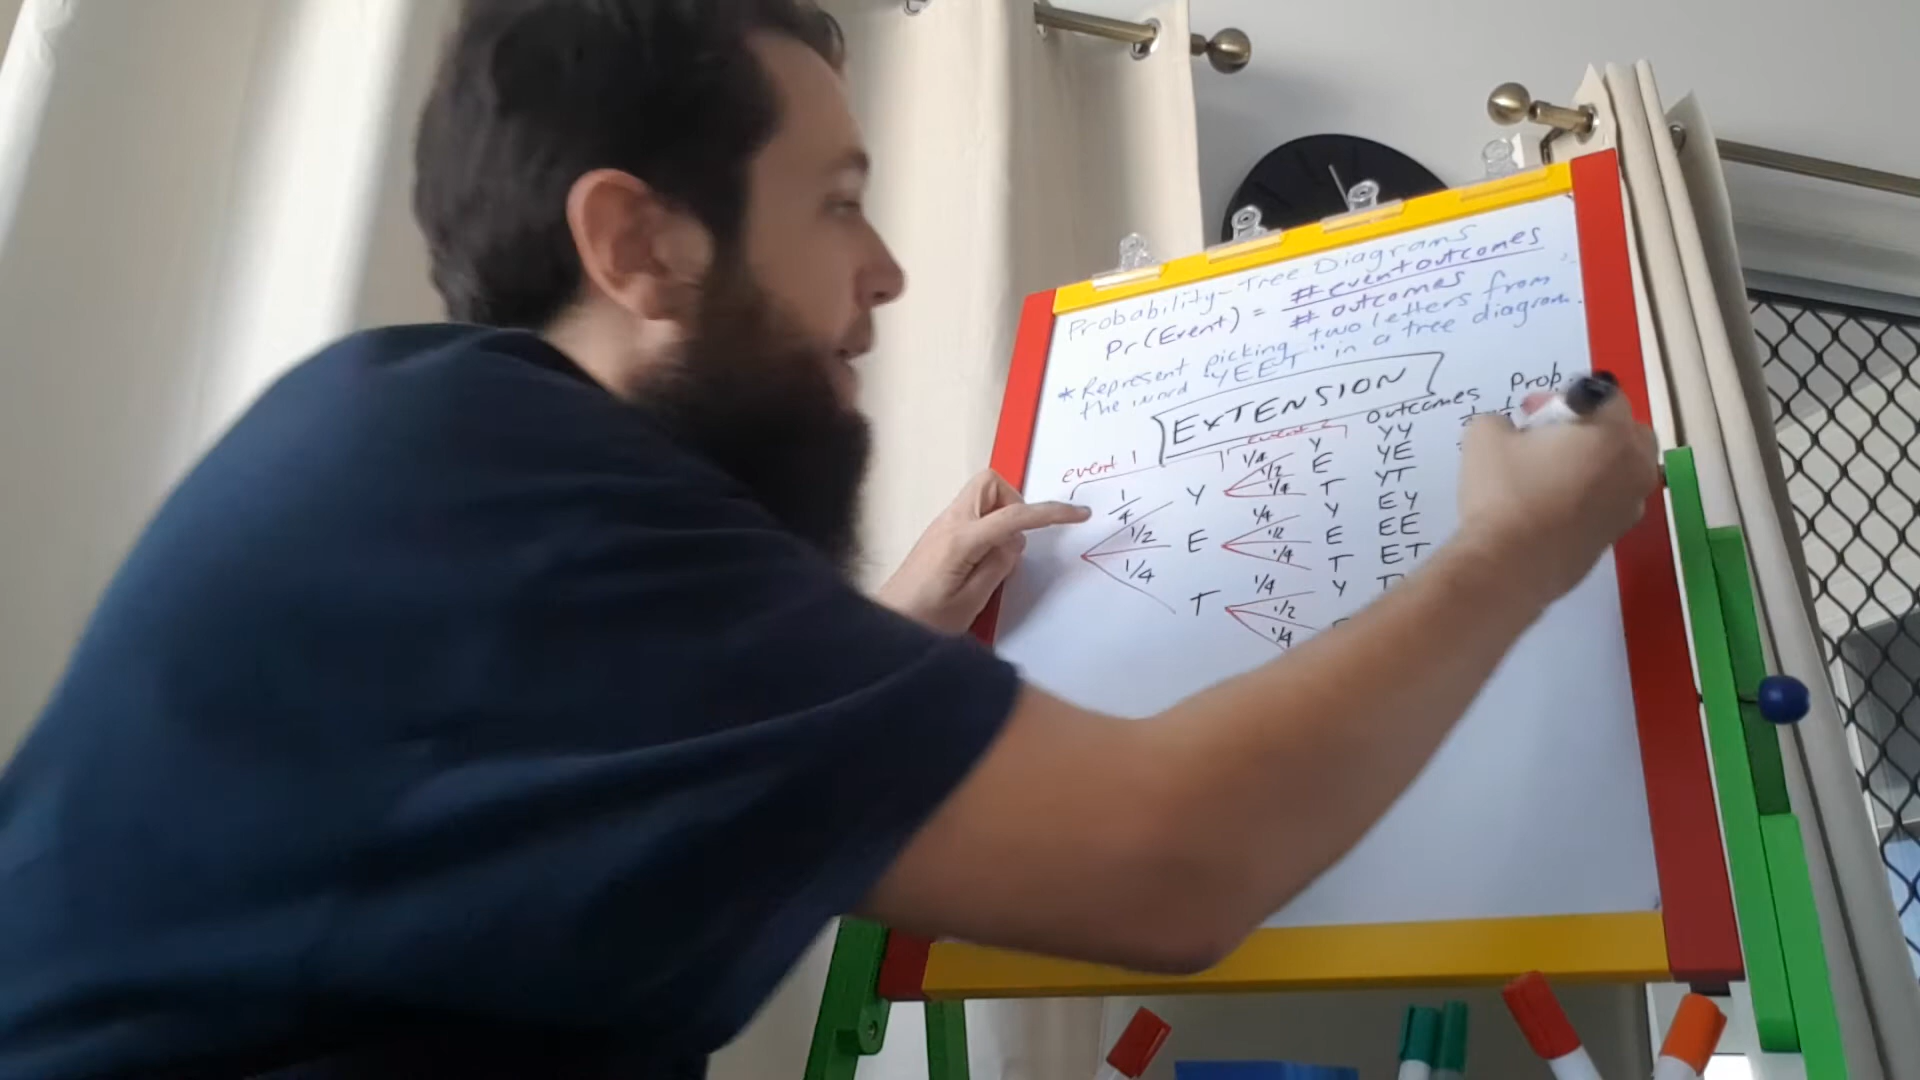 Probability-Tree Diagrams
Pr(Event) = # event outcomes
# outcomes
* Represent picking two letters from
the word "YEET" in a tree diagram.
EXTENSION
event 1
outcomes Prob.
1/4 Y 1/4 Y YY
1/2 E YE
1/4 T YT
1/2 E 1/4 Y EY
1/2 E EE
1/4 T ET
1/4 T 1/4 Y
1/2
1/4